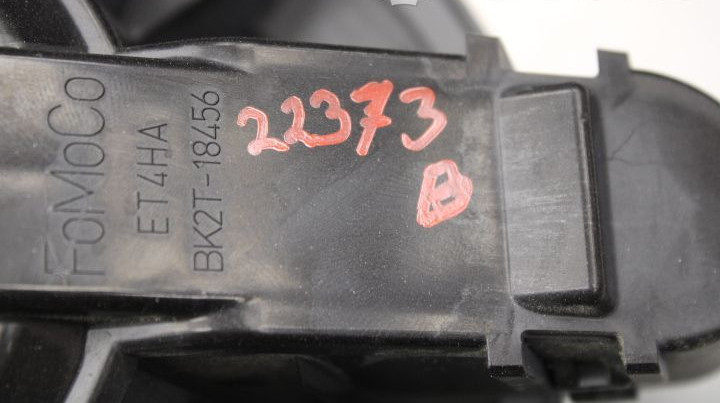 FoMoCo
ET4HA
BK2T-18456
22373
B